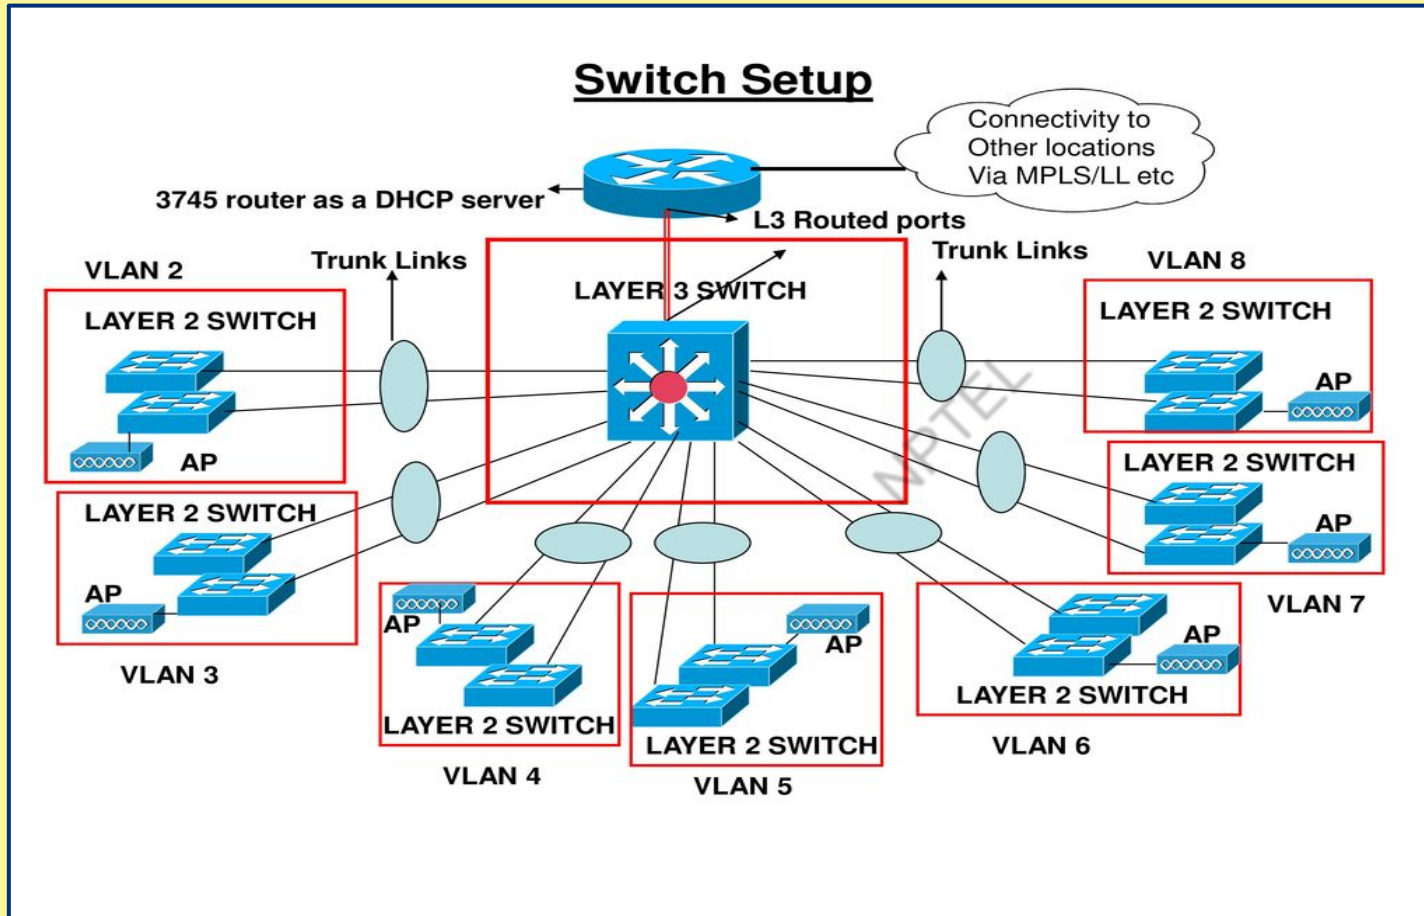 Switch Setup
Connectivity to
Other locations
Via MPLS/LL etc
3745 router as a DHCP server
L3 Routed ports
VLAN 2
Trunk Links
LAYER 3 SWITCH
Trunk Links
VLAN 8
LAYER 2 SWITCH
AP
LAYER 2 SWITCH
AP
NPTEL
LAYER 2 SWITCH
AP
VLAN 3
LAYER 2 SWITCH
AP
VLAN 7
AP
LAYER 2 SWITCH
VLAN 4
AP
LAYER 2 SWITCH
VLAN 5
AP
LAYER 2 SWITCH
VLAN 6